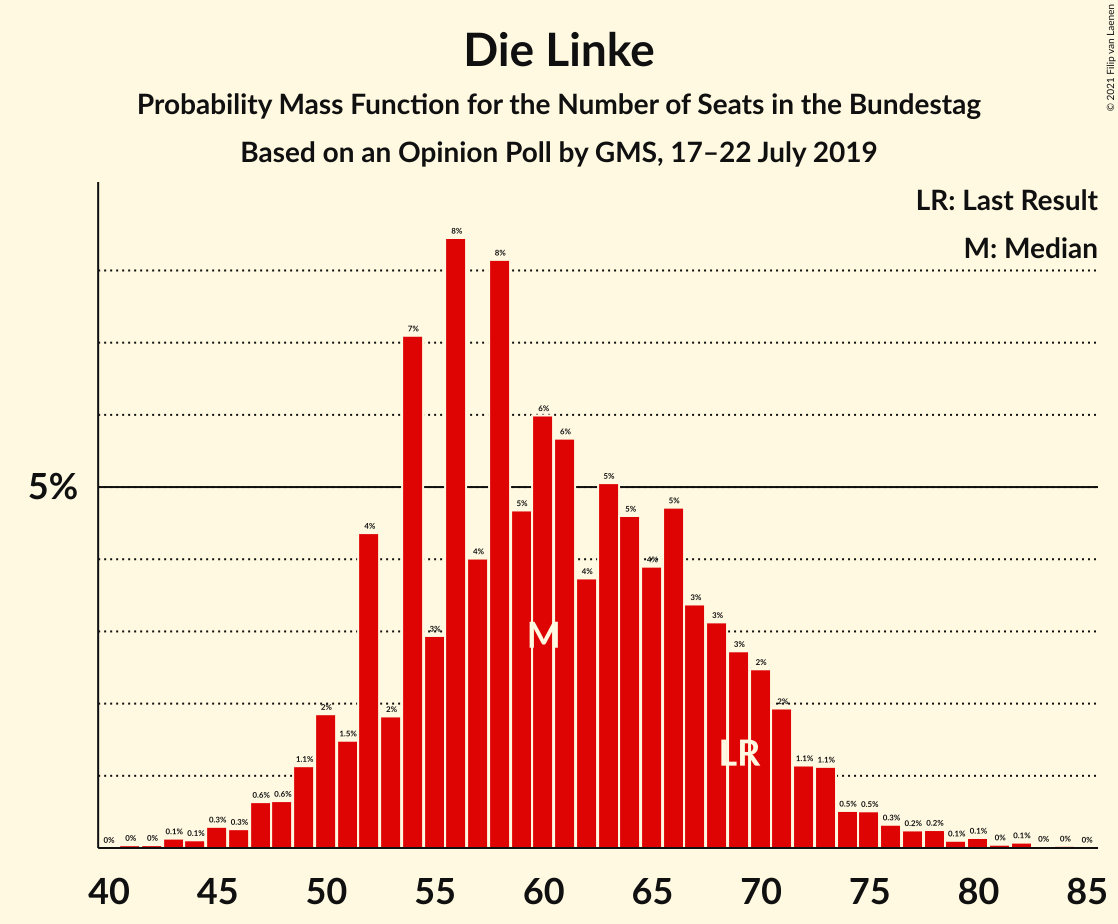 Die Linke
Probability Mass Function for the Number of Seats in the Bundestag
Based on an Opinion Poll by GMS, 17–22 July 2019
© 2021 Filip van Laenen
LR: Last Result
M: Median
5%
0% 0% 0% 0.1% 0.1% 0.3% 0.3% 0.6% 0.6% 1.1% 2% 1.5% 4% 2% 7% 3% 8% 4% 8% 5% 6% 6% 4% 5% 5% 4% 5% 3% 3% 3% 2% 2% 1.1% 1.1% 0.5% 0.5% 0.3% 0.2% 0.2% 0.1% 0.1% 0% 0.1% 0% 0% 0%
M
LR
40 45 50 55 60 65 70 75 80 85